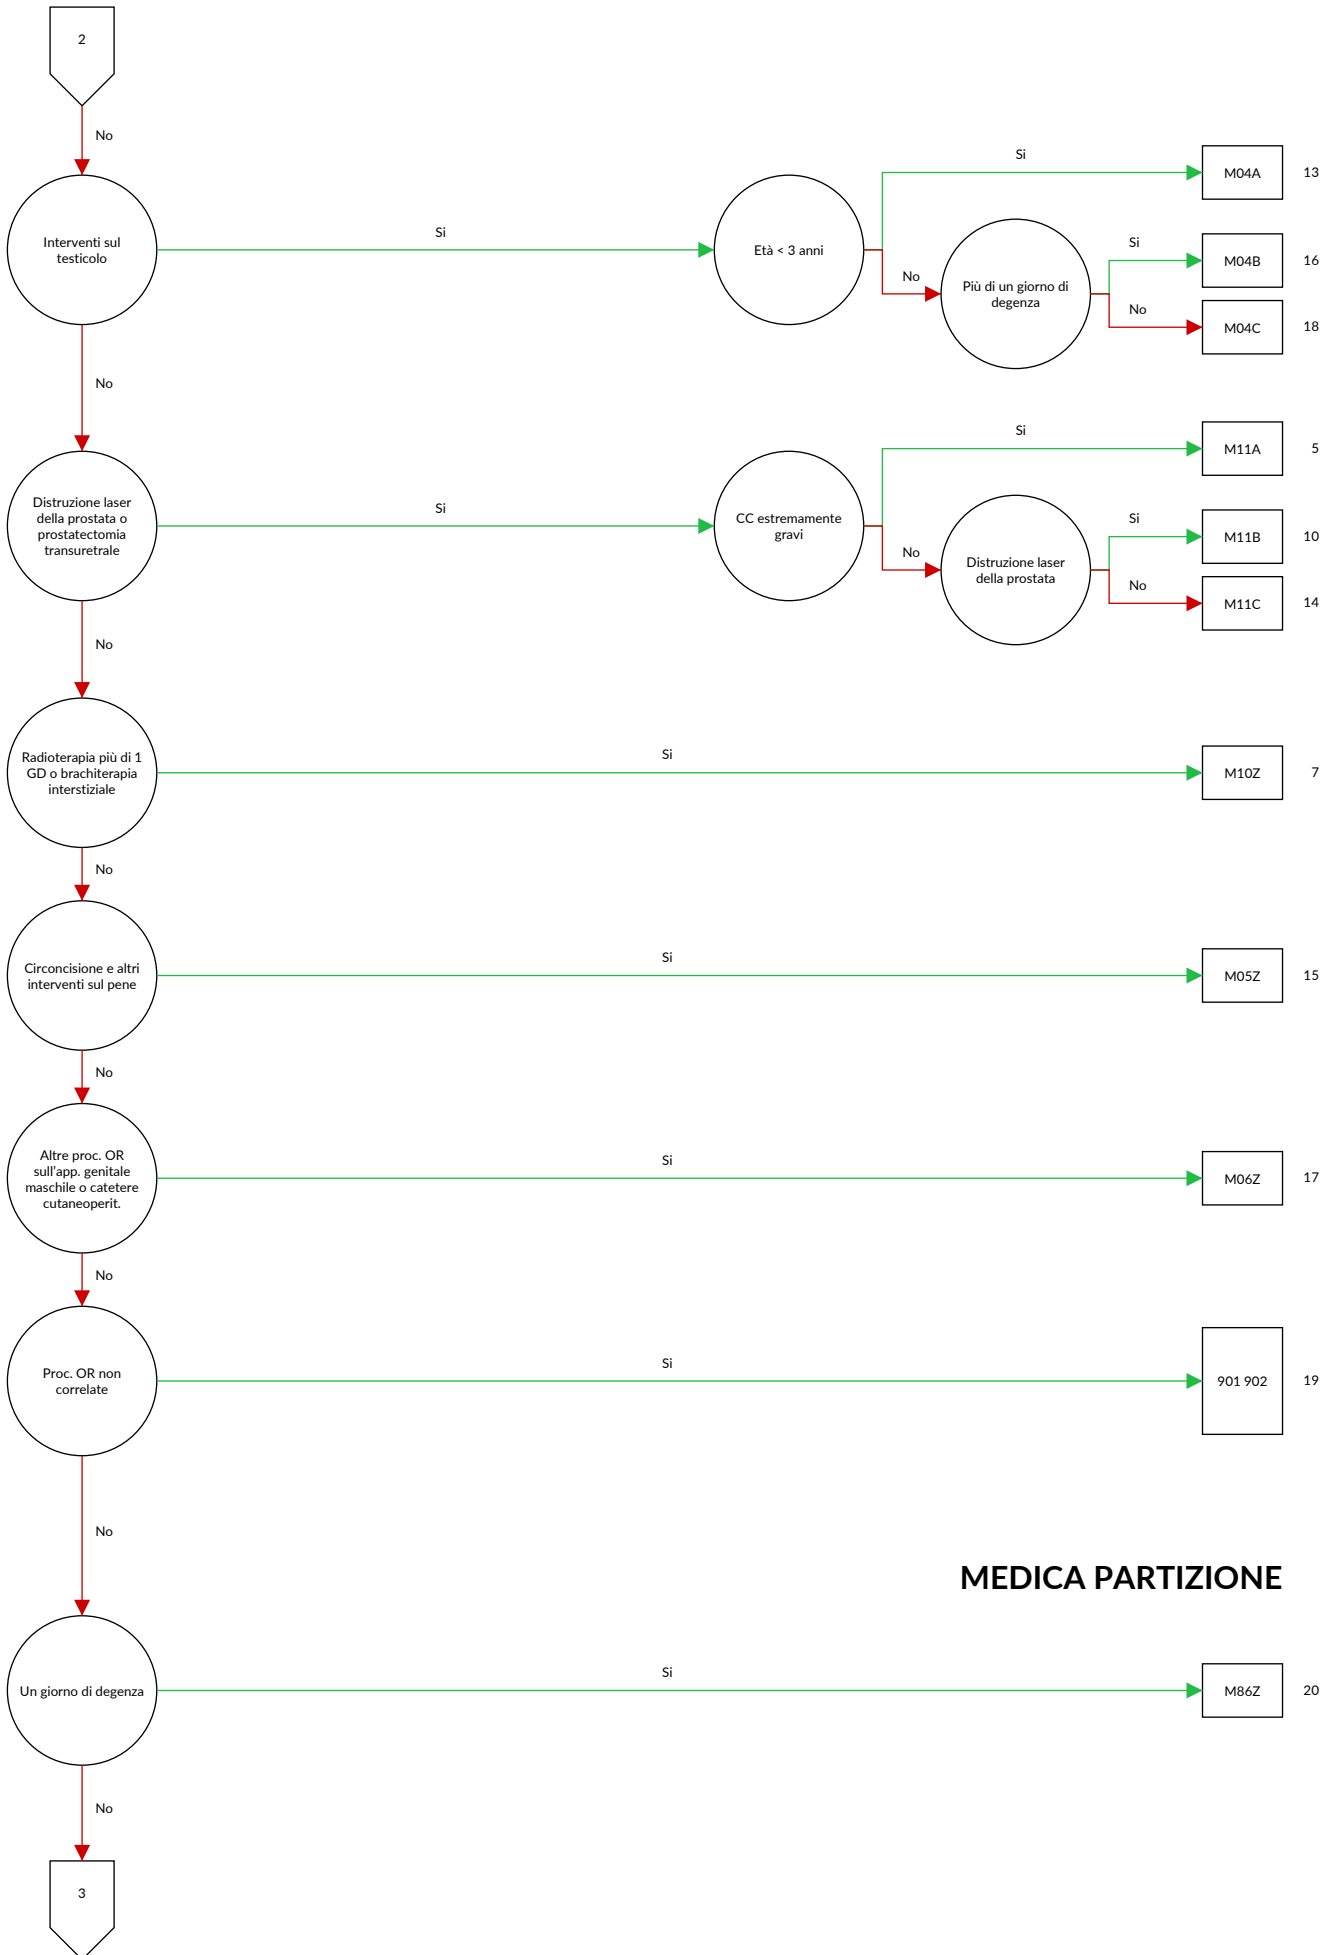 2
No
Interventi sul
testicolo
Si
Età < 3 anni
Si
M04A
13
No
Più di un giorno di
degenza
Si
M04B
16
No
M04C
18
No
Distruzione laser
della prostata o
prostatectomia
transuretrale
Si
CC estremamente
gravi
Si
M11A
5
No
Distruzione laser
della prostata
Si
M11B
10
No
M11C
14
No
Radioterapia più di 1
GD o brachiterapia
interstiziale
Si
M10Z
7
No
Circoncisione e altri
interventi sul pene
Si
M05Z
15
No
Altre proc. OR
sull'app. genitale
maschile o catetere
cutaneoperit.
Si
M06Z
17
No
Proc. OR non
correlate
Si
901 902
19
No
MEDICA PARTIZIONE
Un giorno di degenza
Si
M86Z
20
No
3